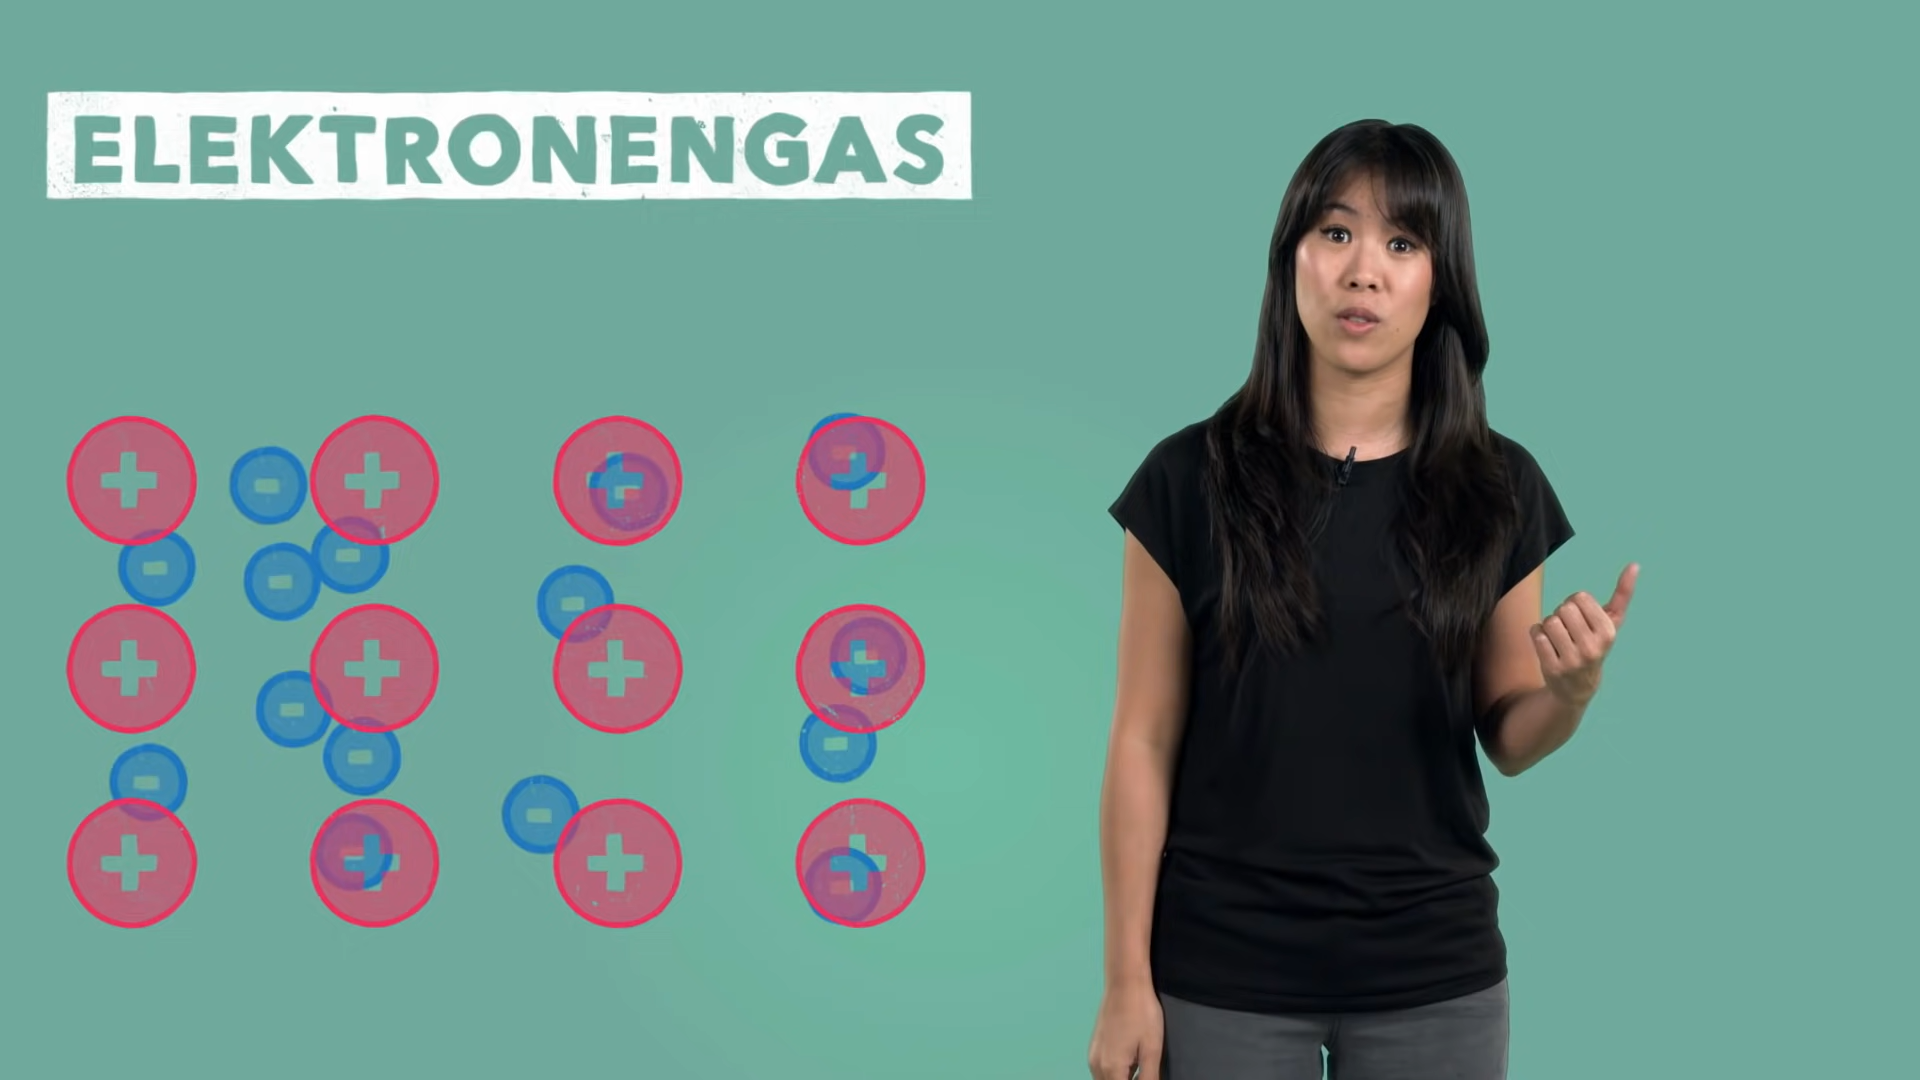 ELEKTRONENGAS
+ - + + - + -
- - -
- + + + + -
- - -
- -
+ + - + + -